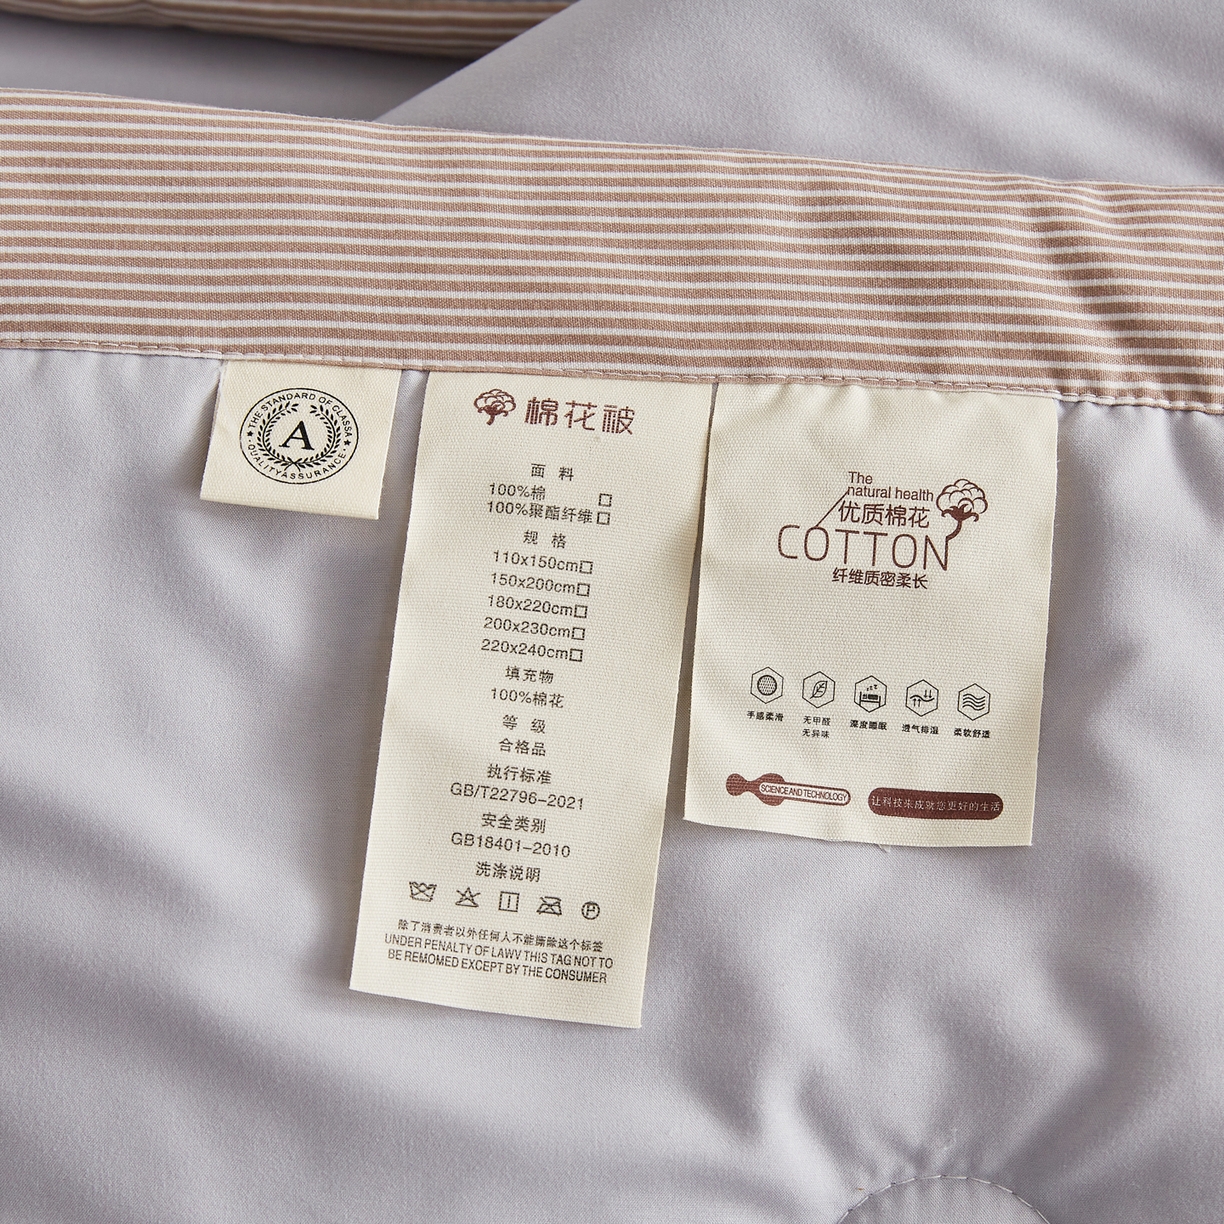 THE STANDARD OF CLASSA
A
QUALITYASSURANCE
棉花被
面 料
100%棉 □
100%聚酯纤维□
规 格
110x150cm□
150x200cm□
180x220cm□
200x230cm□
220x240cm□
填充物
100%棉花
等 级
合格品
执行标准
GB/T22796-2021
安全类别
GB18401-2010
洗涤说明
P
除了消费者以外任何人不能撕除这个标签
UNDER PENALTY OF LAWV THIS TAG NOT TO
BE REMOMED EXCEPT BY THE CONSUMER
The
natural health
优质棉花
COTTON
纤维质密柔长
手感柔滑
无甲醛
无异味
深度睡眠
透气排湿
柔软舒适
SCIENCE AND TECHNOLOGY
让科技来成就您更好的生活